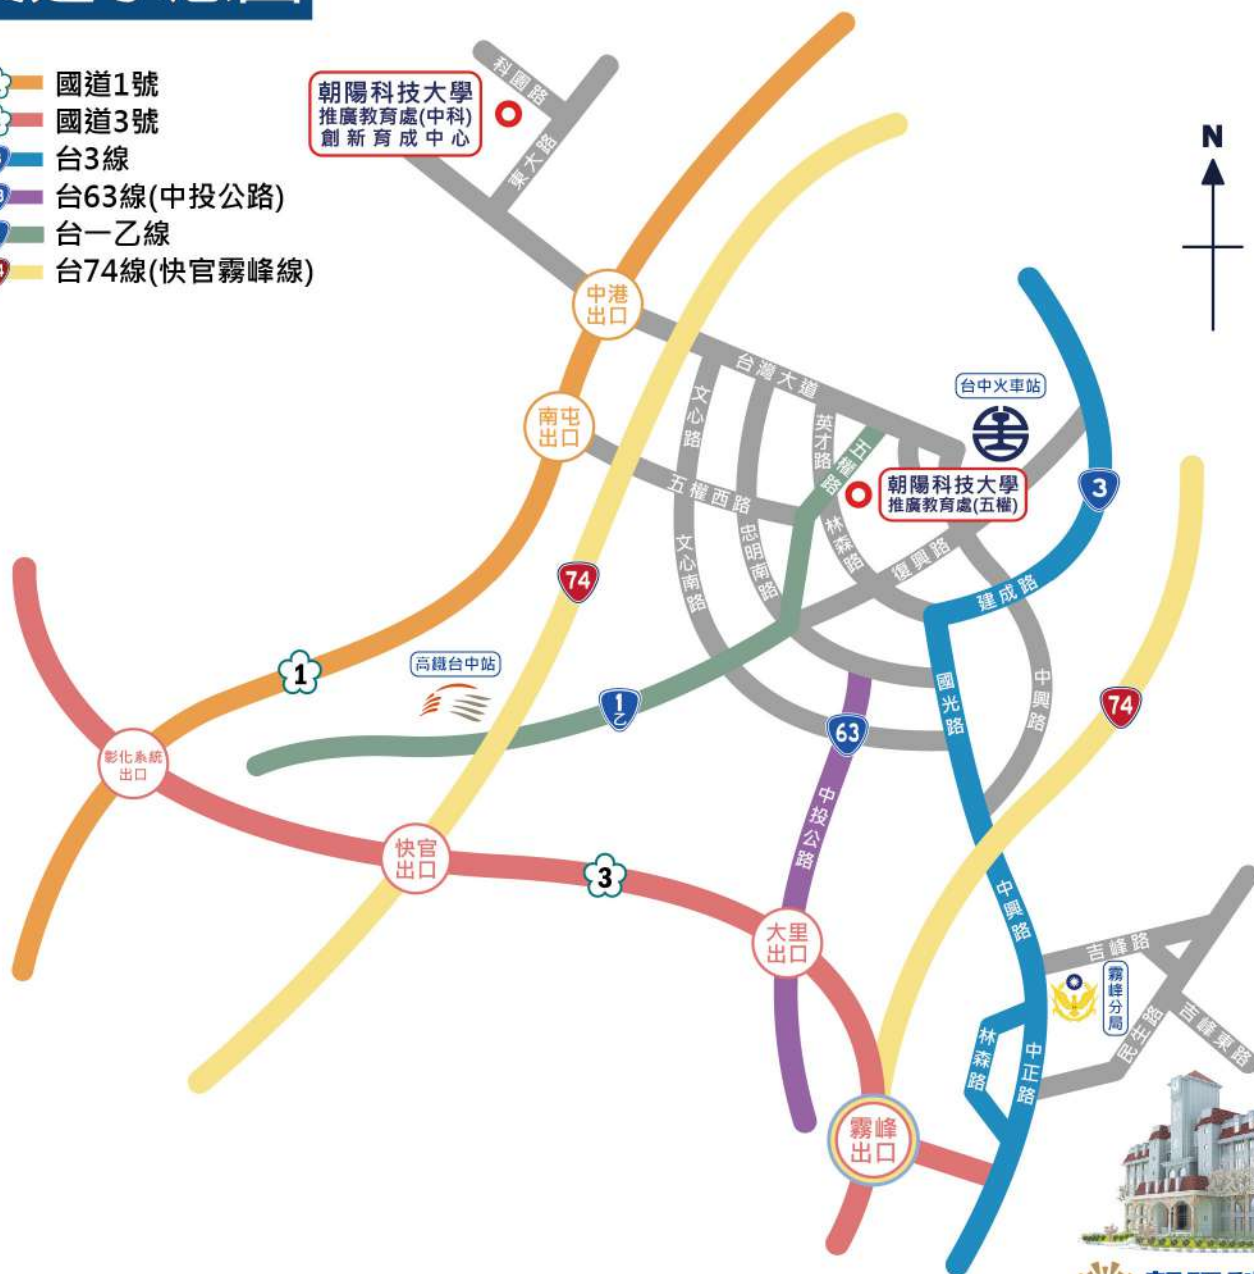 國道1號
國道3號
台3線
台63線(中投公路)
台一乙線
台74線(快官霧峰線)
朝陽科技大學
推廣教育處(中科)
創新育成中心
科園路
東大路
N
中港
出口
台灣大道
台中火車站
南屯
出口
文心路
英才路
五權路
五權西路
朝陽科技大學
推廣教育處(五權)
3
忠明南路
林森路
文心南路
復興路
74
建成路
1
高鐵台中站
1
乙
國光路
中興路
74
63
彰化系統
出口
中投公路
快官
出口
3
中興路
大里
出口
吉峰路
霧峰分局
吉峰東路
民生路
林森路
中正路
霧峰
出口